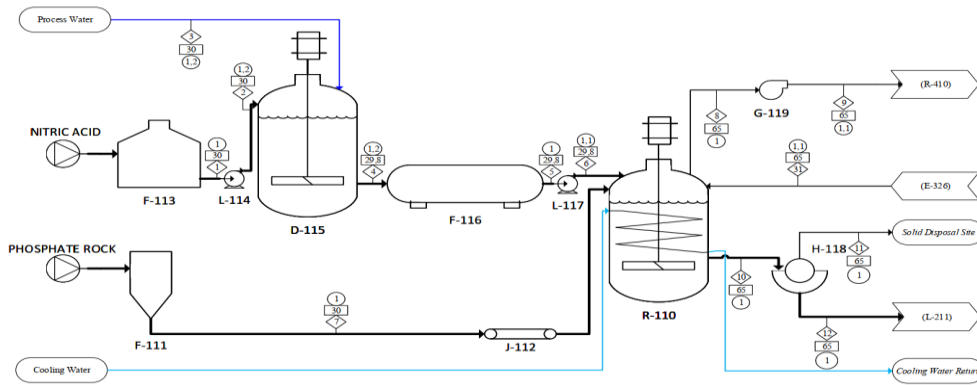 Process Water
3
30
1,2
1,2
30
2
NITRIC ACID
1
30
1
F-113
L-114
D-115
1,2
29,8
4
F-116
1
29,8
5
L-117
1,1
29,8
6
8
65
1
G-119
9
65
1,1
(R-410)
1,1
65
31
(E-326)
Solid Disposal Site
H-118
11
65
1
10
65
1
R-110
(L-211)
12
65
1
PHOSPHATE ROCK
F-111
1
30
7
J-112
Cooling Water
Cooling Water Return